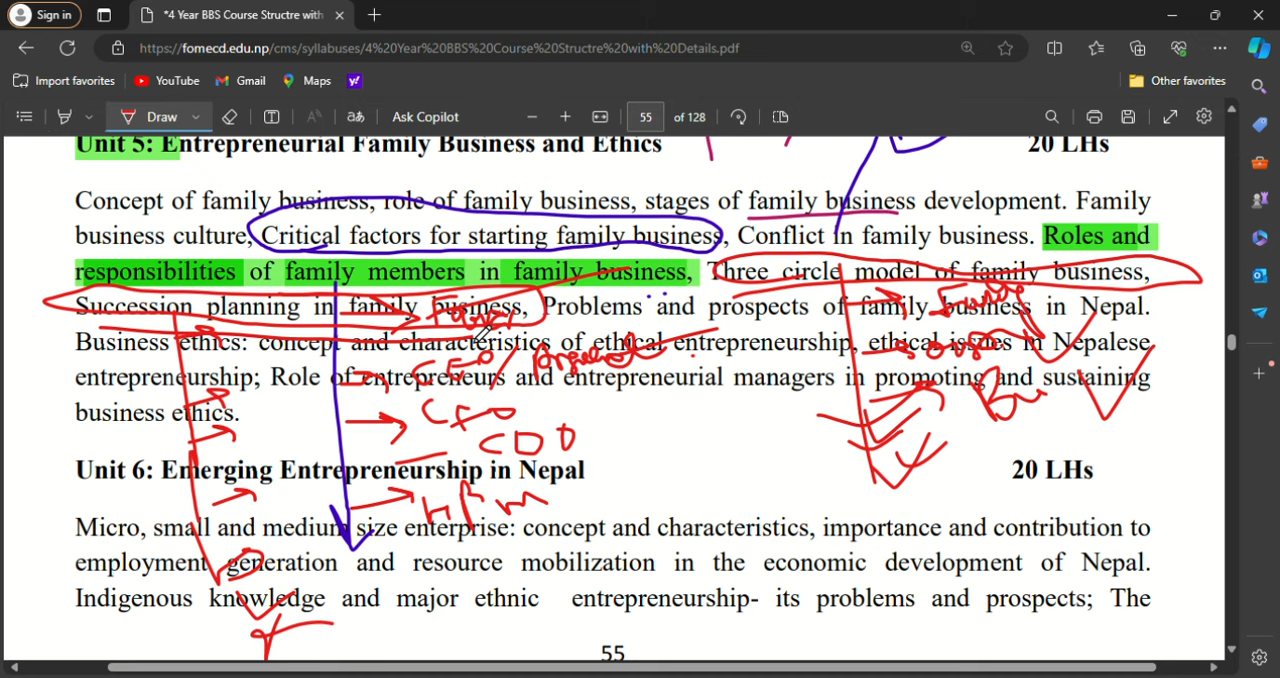 Sign in
*4 Year BBS Course Structre with
https://fomecd.edu.np/cms/syllabuses/4%20Year%20BBS%20Course%20Structre%20with%20Details.pdf
Import favorites YouTube Gmail Maps y! Other favorites
Draw aあ Ask Copilot 55 of 128
Unit 5: Entrepreneurial Family Business and Ethics 20 LHs
Concept of family business, role of family business, stages of family business development. Family
business culture, Critical factors for starting family business, Conflict in family business. Roles and
responsibilities of family members in family business, Three circle model of family business,
Succession planning in family business, Problems and prospects of family business in Nepal.
Business ethics: concept and characteristics of ethical entrepreneurship, ethical issues in Nepalese
entrepreneurship; Role of entrepreneurs and entrepreneurial managers in promoting and sustaining
business ethics.
CEO
CFO
COO
HRM
Unit 6: Emerging Entrepreneurship in Nepal 20 LHs
Micro, small and medium size enterprise: concept and characteristics, importance and contribution to
employment generation and resource mobilization in the economic development of Nepal.
Indigenous knowledge and major ethnic entrepreneurship- its problems and prospects; The
55